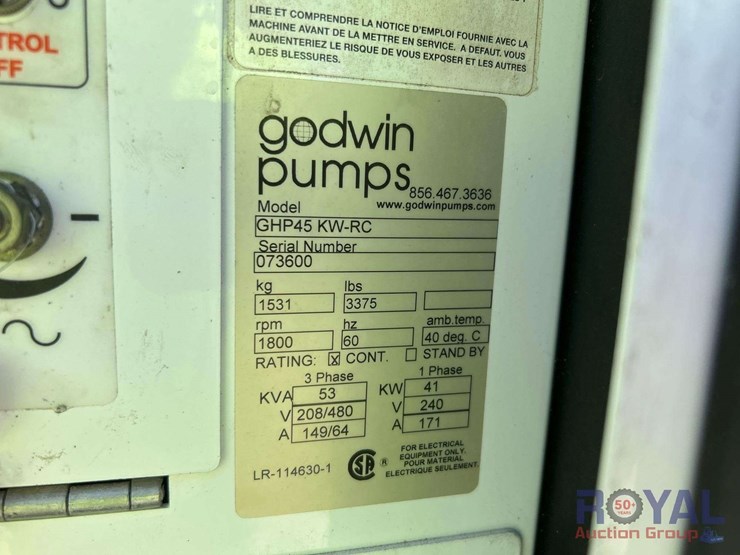 TROL
FF
LIRE ET COMPRENDRE LA NOTICE D'EMPLOI FOURNIE AVEC LA
MACHINE AVANT DE LA METTRE EN SERVICE. A DEFAUT, VOUS
AUGMENTERIEZ LE RISQUE DE VOUS EXPOSER ET LES AUTRES
A DES BLESSURES.
godwin
pumps
856.467.3636
www.godwinpumps.com
Model
GHP45 KW-RC
Serial Number
073600
kg lbs
1531 3375
rpm hz amb.temp.
1800 60 40 deg. C
RATING: X CONT. STAND BY
3 Phase 1 Phase
KVA 53 KW 41
V 208/480 V 240
A 149/64 A 171
LR-114630-1
SA ®
FOR ELECTRICAL
EQUIPMENT ONLY.
POUR MATERIAL
ELECTRIQUE SEULEMENT.
ROYAL
50+
YEARS
Auction Group